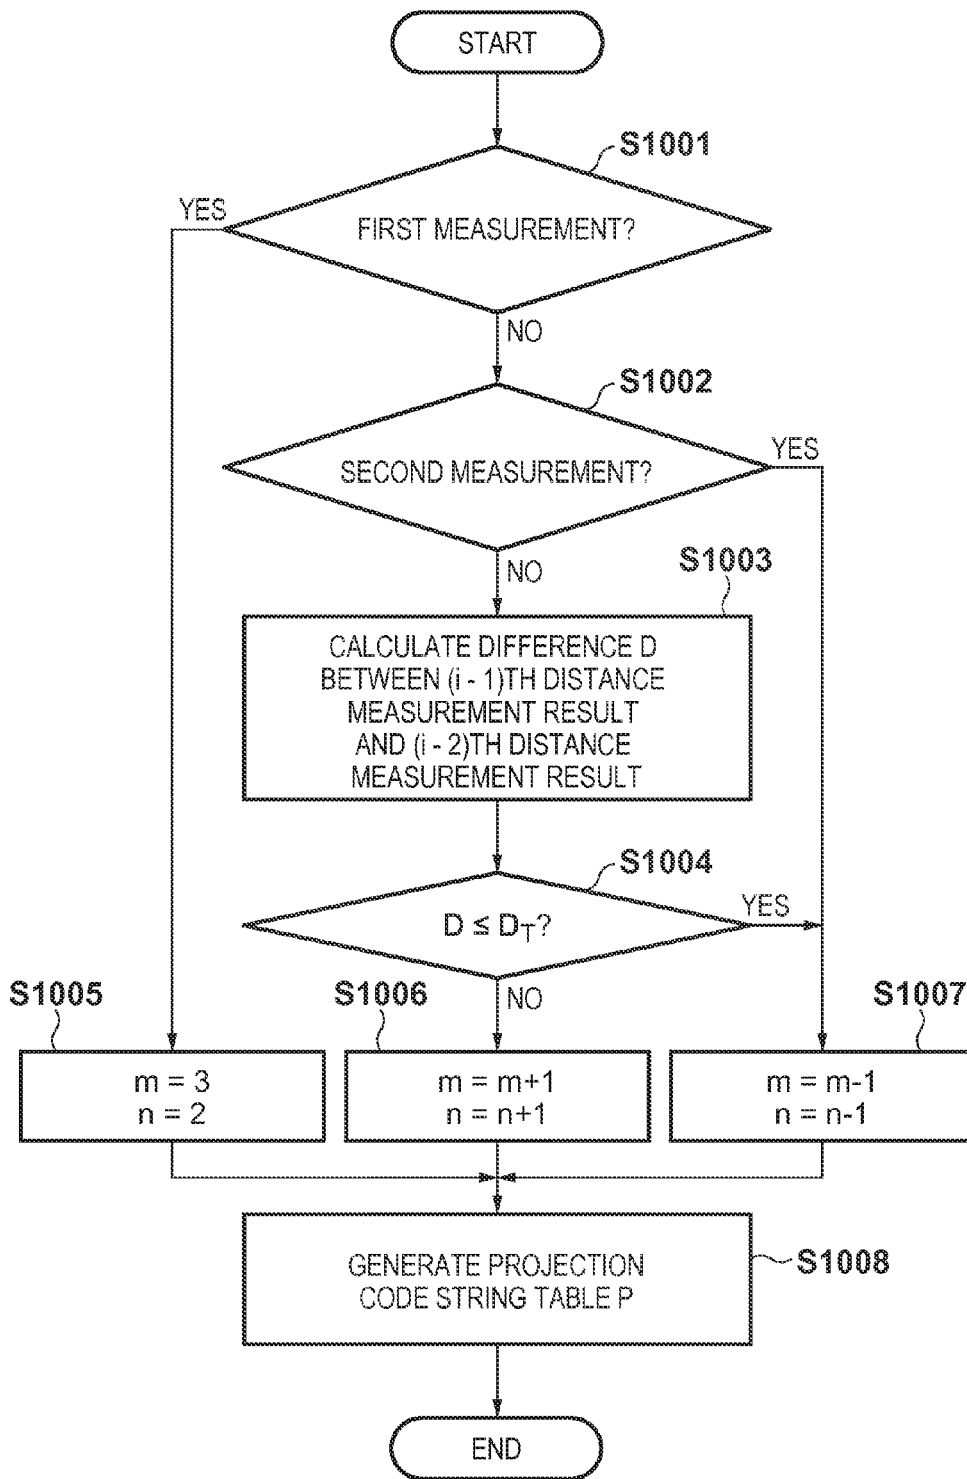 START
S1001
YES
FIRST MEASUREMENT?
NO
S1002
YES
SECOND MEASUREMENT?
NO
S1003
CALCULATE DIFFERENCE D
BETWEEN (i - 1)TH DISTANCE
MEASUREMENT RESULT
AND (i - 2)TH DISTANCE
MEASUREMENT RESULT
S1004
YES
D ≤ DT?
NO
S1005
S1006
S1007
m = 3
n = 2
m = m+1
n = n+1
m = m-1
n = n-1
S1008
GENERATE PROJECTION
CODE STRING TABLE P
END